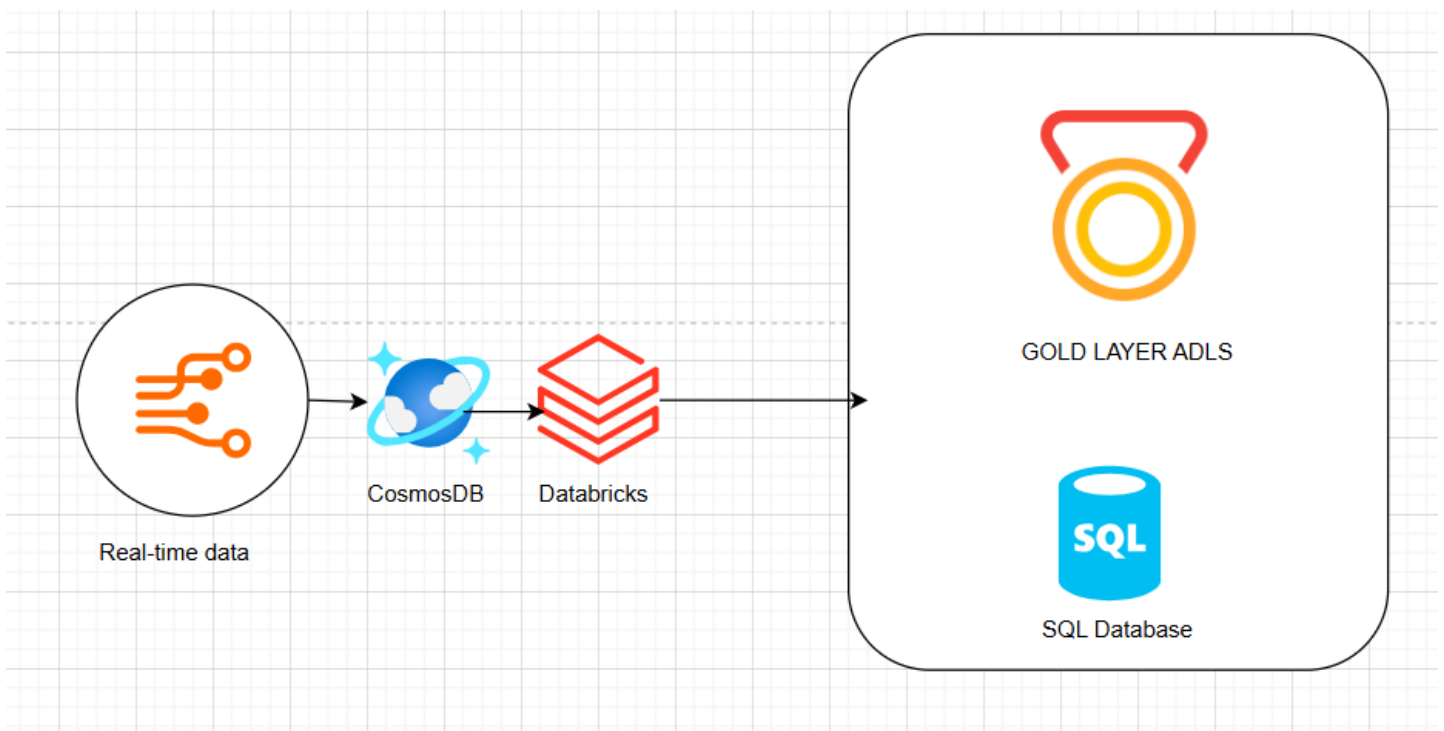 Real-time data
CosmosDB
Databricks
GOLD LAYER ADLS
SQL
SQL Database